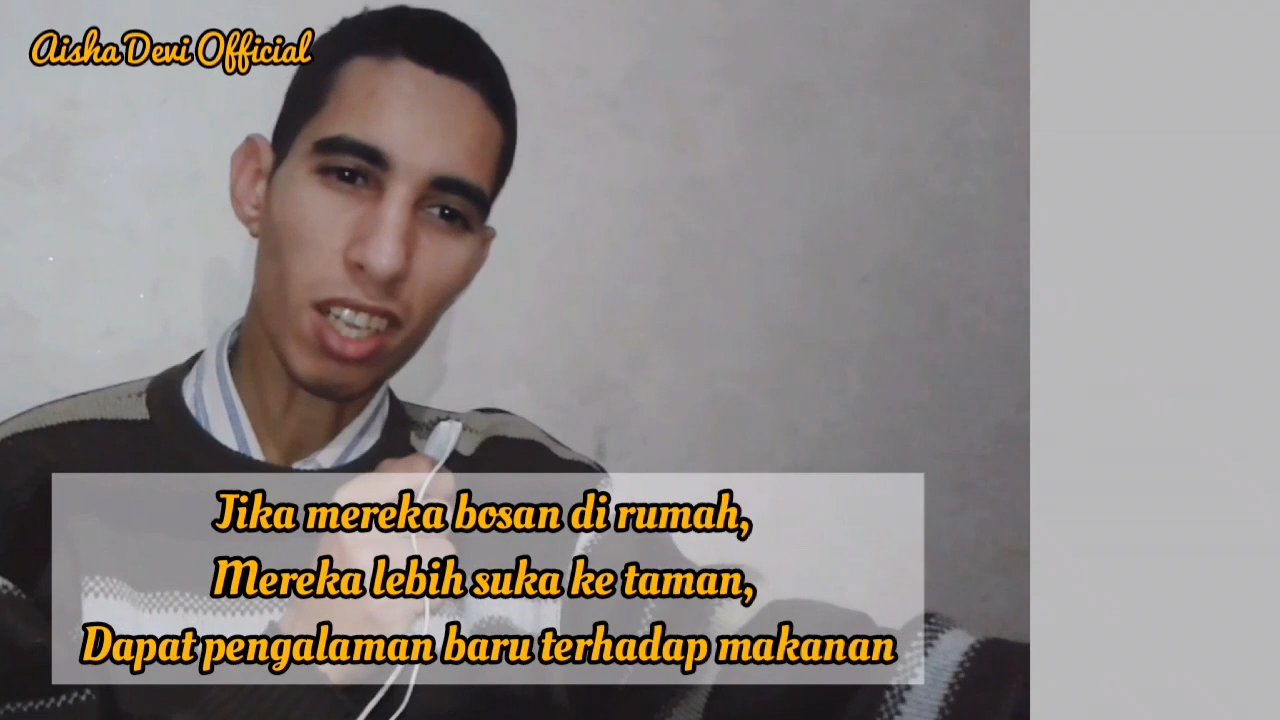 Aisha Devi Official
Jika mereka bosan di rumah,
Mereka lebih suka ke taman,
Dapat pengalaman baru terhadap makanan